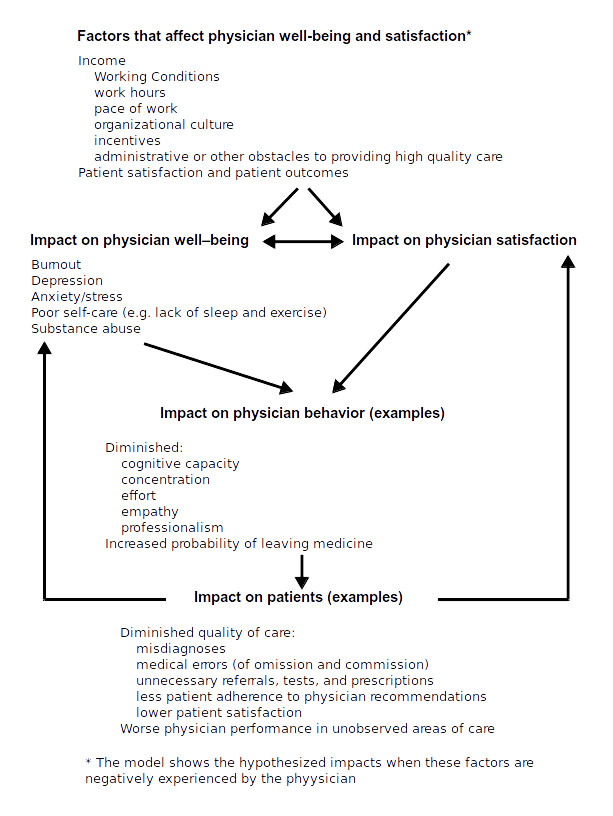 Factors that affect physician well-being and satisfaction*
Income
Working Conditions
work hours
pace of work
organizational culture
incentives
administrative or other obstacles to providing high quality care
Patient satisfaction and patient outcomes
Impact on physician well–being
Impact on physician satisfaction
Burnout
Depression
Anxiety/stress
Poor self-care (e.g. lack of sleep and exercise)
Substance abuse
Impact on physician behavior (examples)
Diminished:
cognitive capacity
concentration
effort
empathy
professionalism
Increased probability of leaving medicine
Impact on patients (examples)
Diminished quality of care:
misdiagnoses
medical errors (of omission and commission)
unnecessary referrals, tests, and prescriptions
less patient adherence to physician recommendations
lower patient satisfaction
Worse physician performance in unobserved areas of care
* The model shows the hypothesized impacts when these factors are
negatively experienced by the phyysician